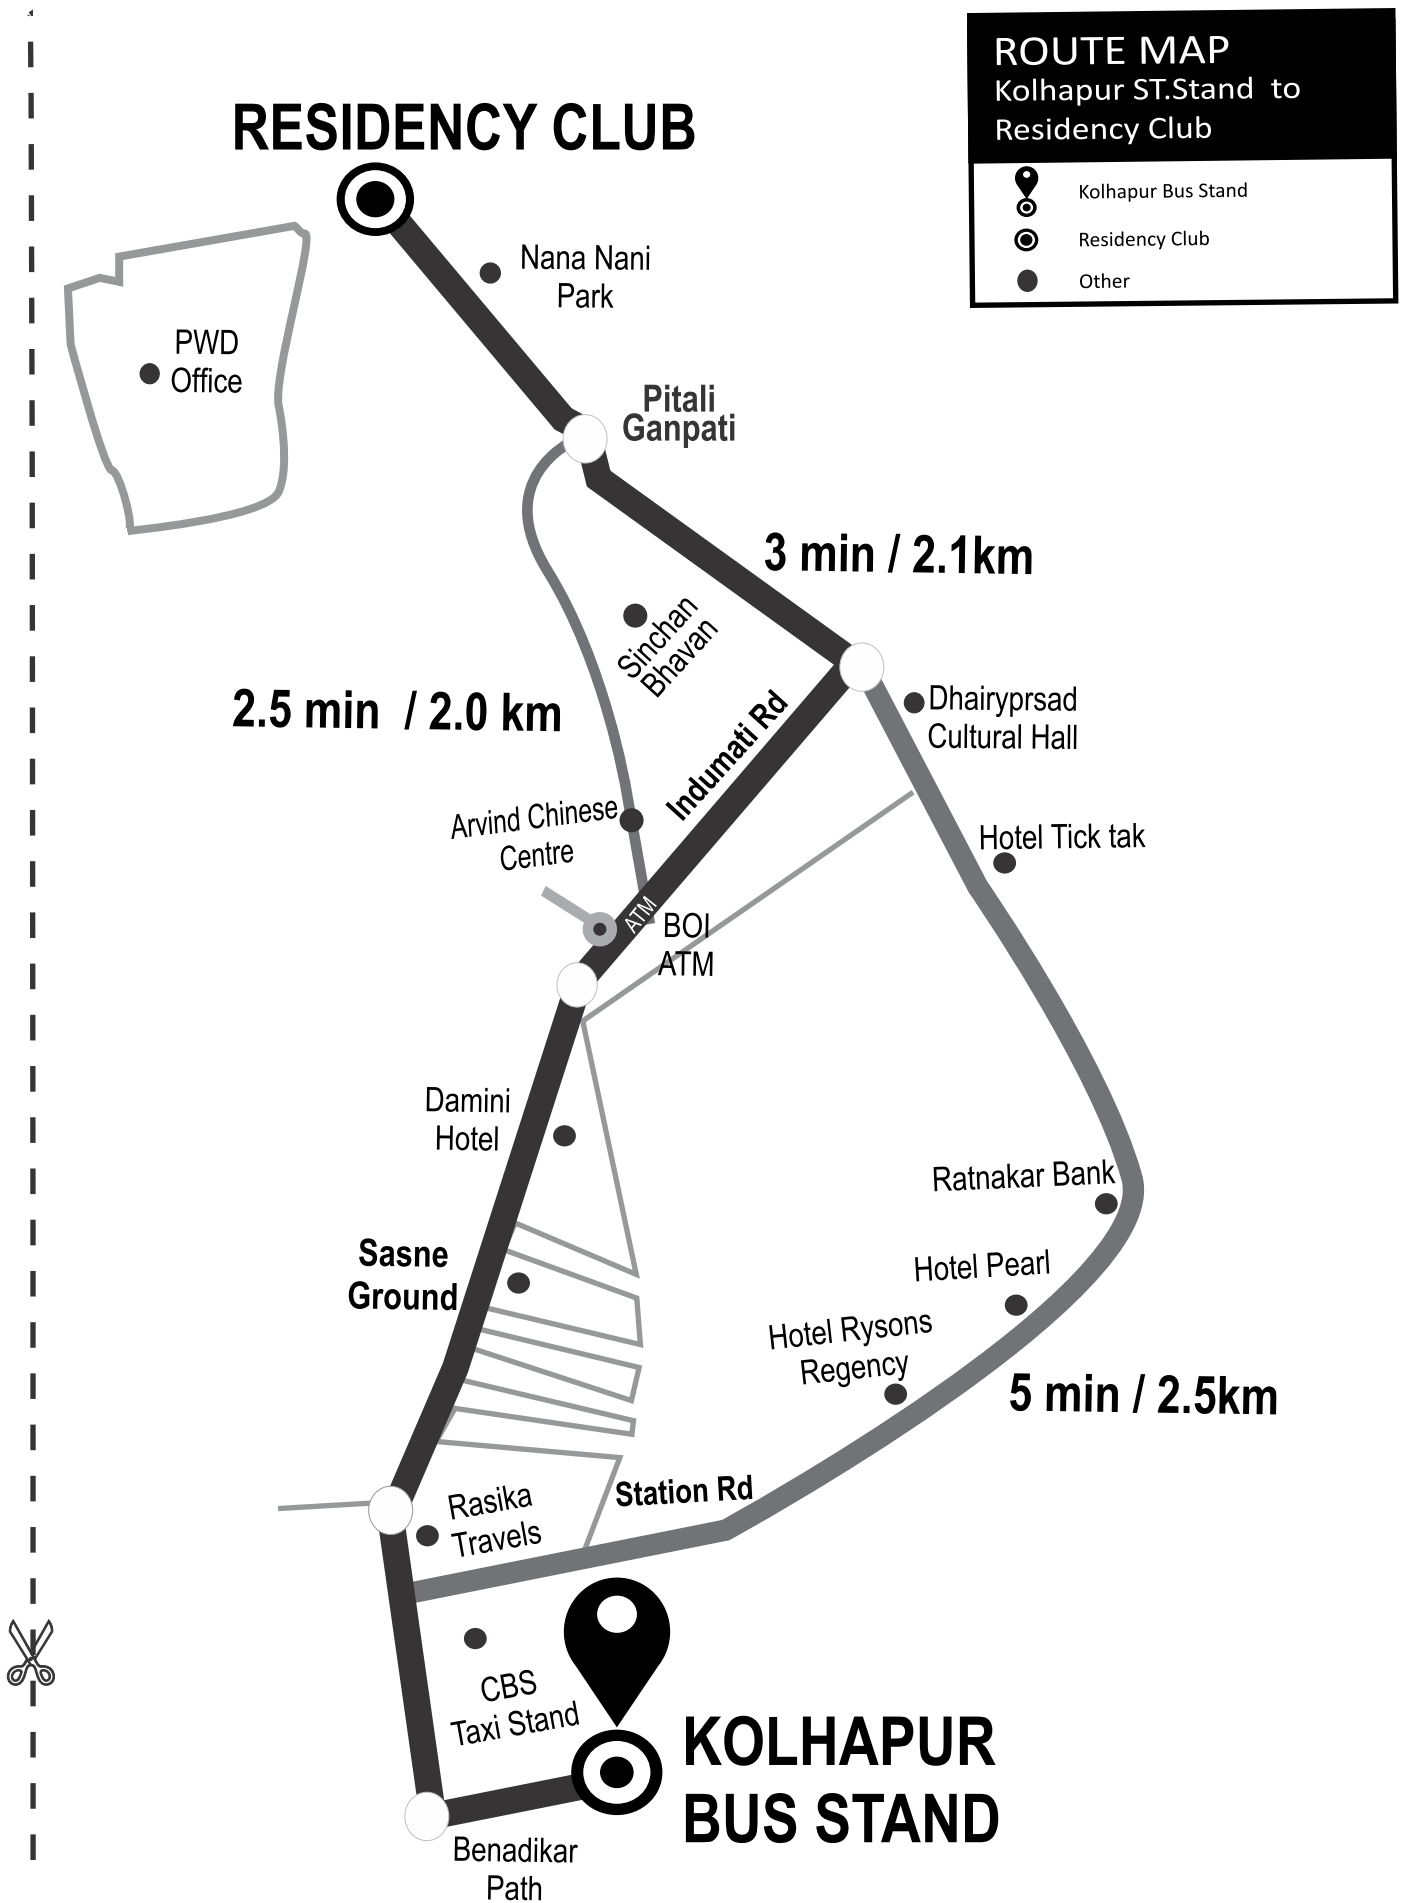 ROUTE MAP
Kolhapur ST.Stand to
Residency Club
Kolhapur Bus Stand
Residency Club
Other
RESIDENCY CLUB
Nana Nani
Park
PWD
Office
Pitali
Ganpati
3 min / 2.1km
Sinchan
Bhavan
2.5 min / 2.0 km
Indumati Rd
Dhairyprsad
Cultural Hall
Arvind Chinese
Centre
Hotel Tick tak
ATM
BOI
ATM
Damini
Hotel
Ratnakar Bank
Sasne
Ground
Hotel Pearl
Hotel Rysons
Regency
5 min / 2.5km
Station Rd
Rasika
Travels
CBS
Taxi Stand
KOLHAPUR
BUS STAND
Benadikar
Path